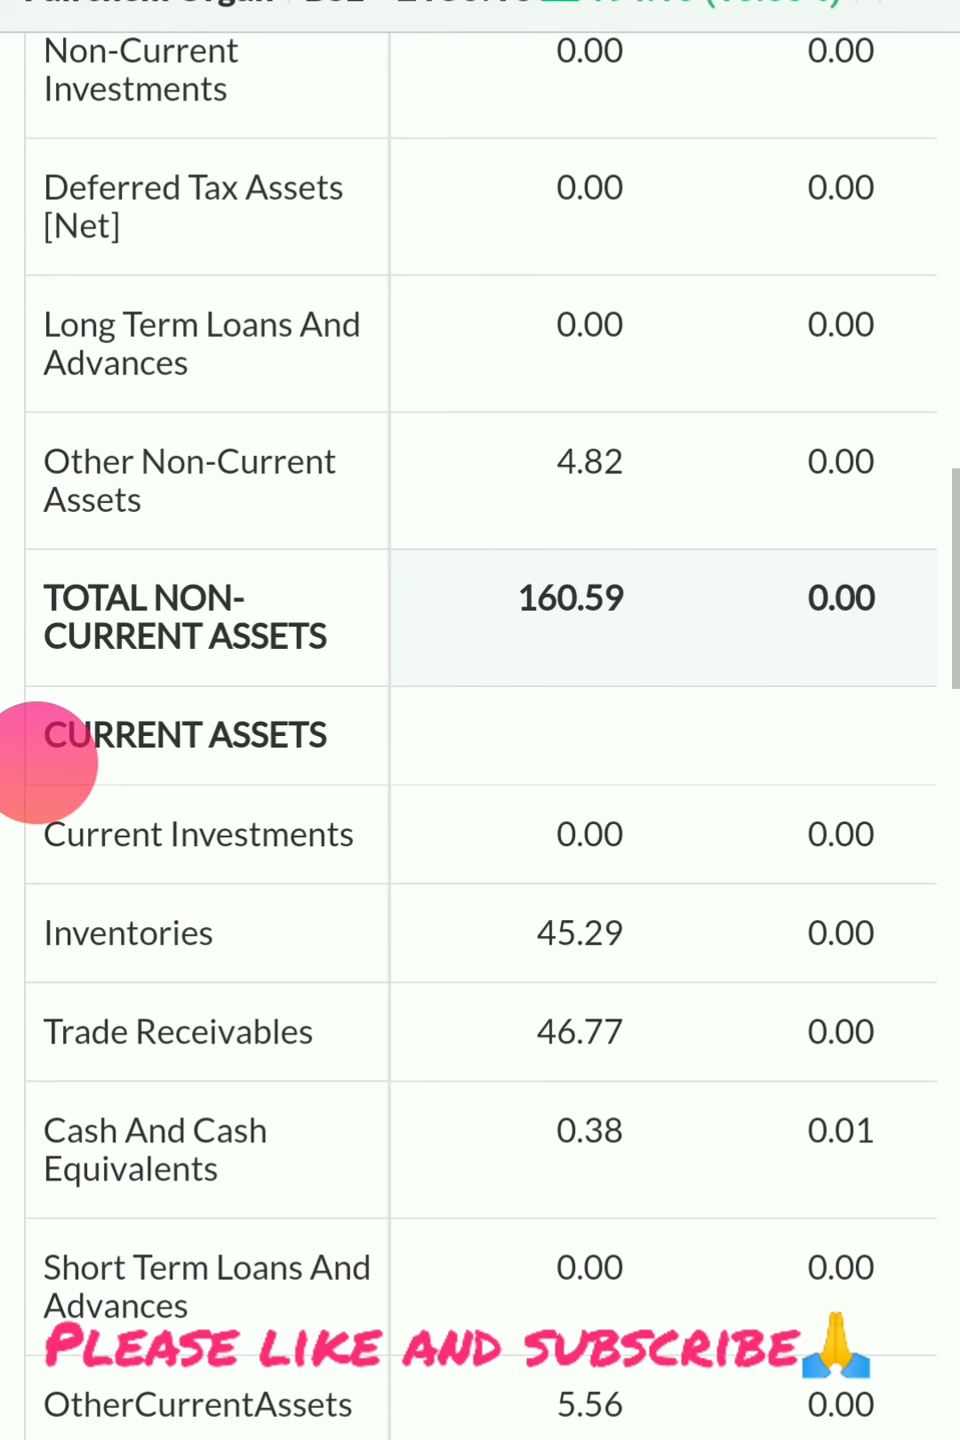 Non-Current 0.00 0.00
Investments
Deferred Tax Assets 0.00 0.00
[Net]
Long Term Loans And 0.00 0.00
Advances
Other Non-Current 4.82 0.00
Assets
TOTAL NON- 160.59 0.00
CURRENT ASSETS
CURRENT ASSETS
Current Investments 0.00 0.00
Inventories 45.29 0.00
Trade Receivables 46.77 0.00
Cash And Cash 0.38 0.01
Equivalents
Short Term Loans And 0.00 0.00
Advances
PLEASE LIKE AND SUBSCRIBE🙏
OtherCurrentAssets 5.56 0.00